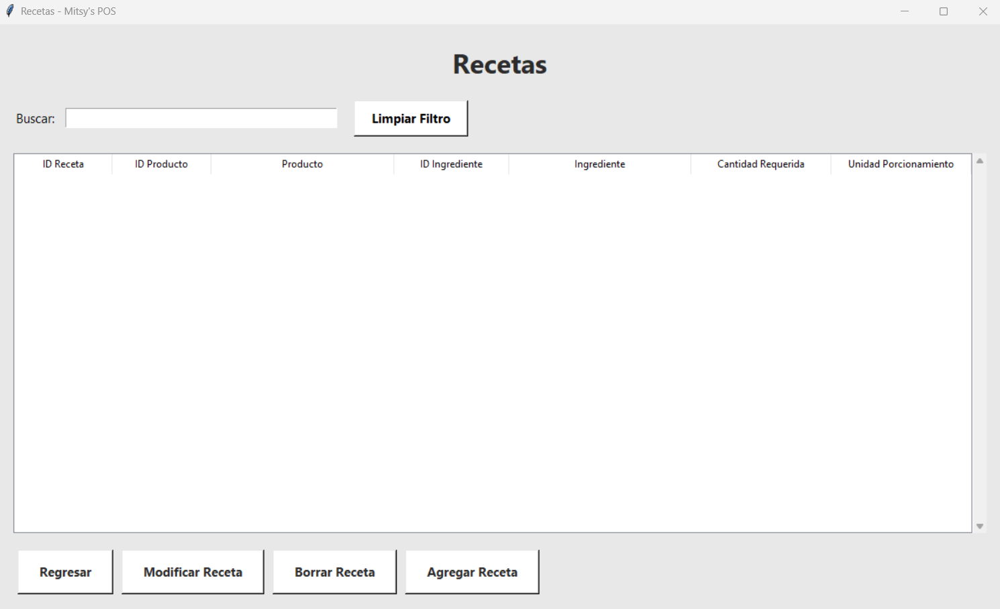 Recetas - Mitsy's POS
Recetas
Buscar:
Limpiar Filtro
ID Receta ID Producto Producto ID Ingrediente Ingrediente Cantidad Requerida Unidad Porcionamiento
Regresar Modificar Receta Borrar Receta Agregar Receta